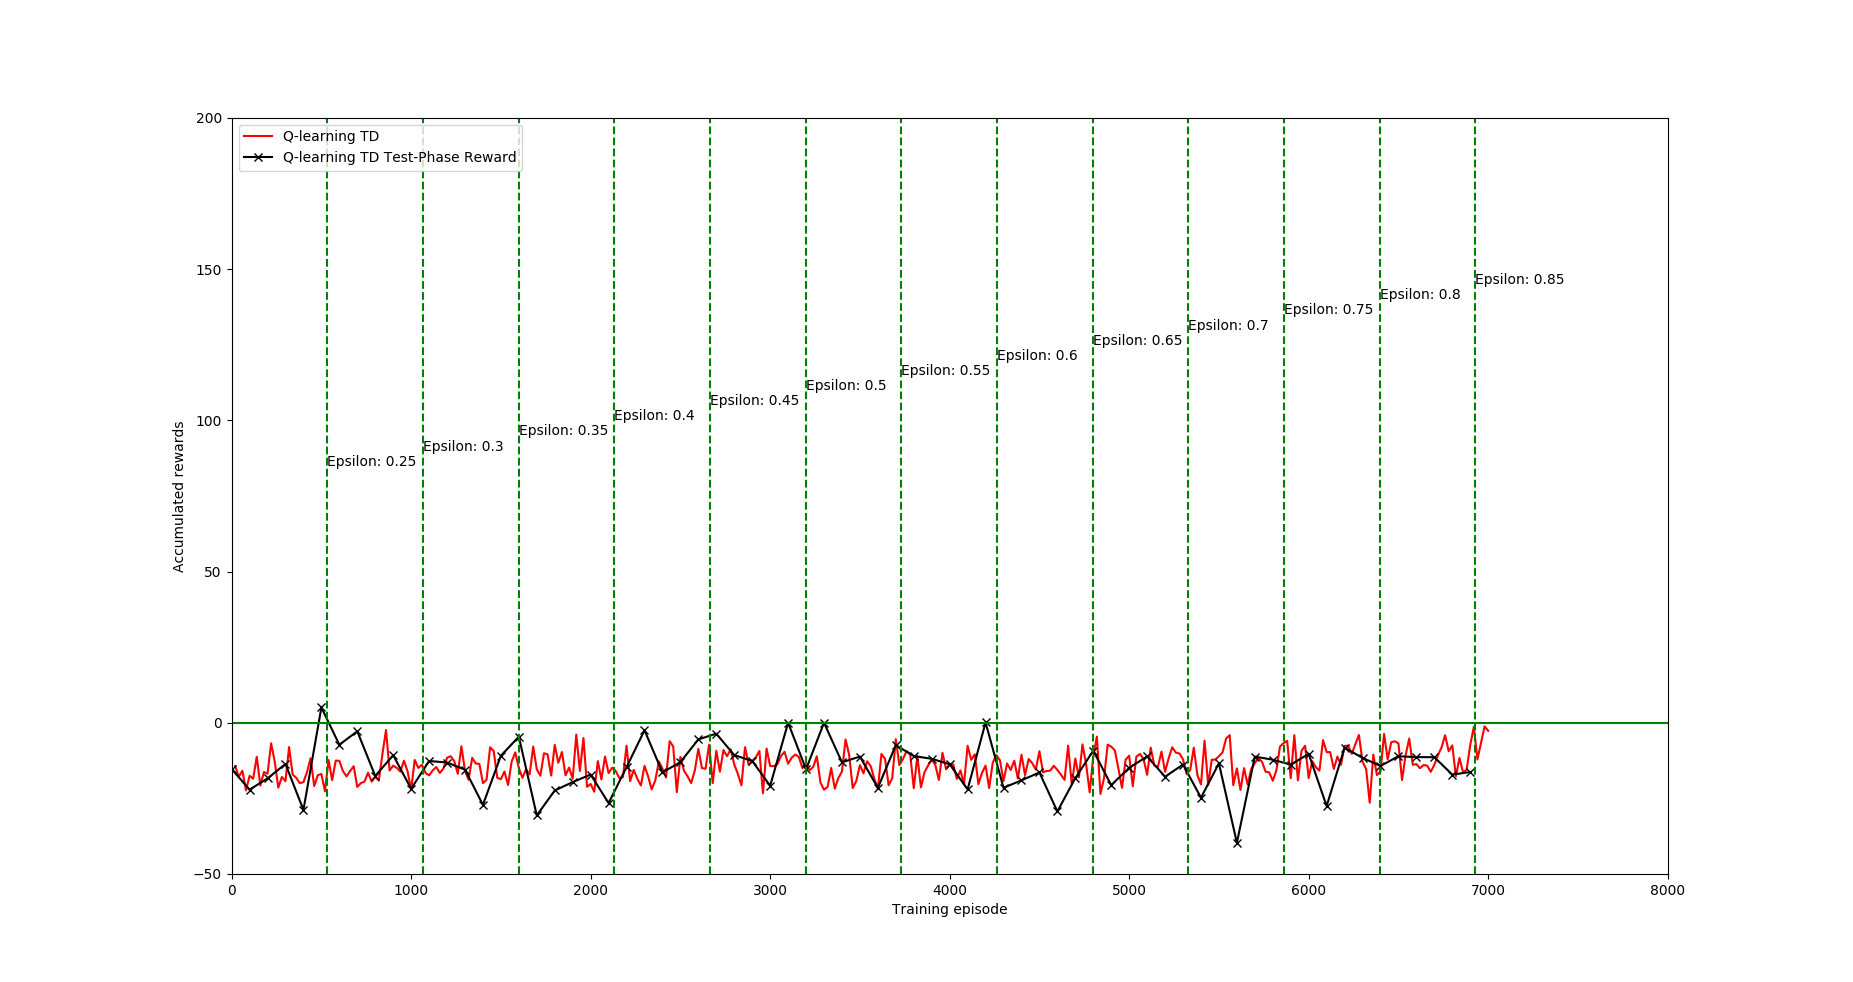 200
Q-learning TD
Q-learning TD Test-Phase Reward
150
Epsilon: 0.85
Epsilon: 0.8
Epsilon: 0.75
Epsilon: 0.7
Epsilon: 0.65
Epsilon: 0.6
Epsilon: 0.55
Epsilon: 0.5
Epsilon: 0.45
Epsilon: 0.4
100
Epsilon: 0.35
Epsilon: 0.3
Epsilon: 0.25
Accumulated rewards
50
0
−50
0 1000 2000 3000 4000 5000 6000 7000 8000
Training episode